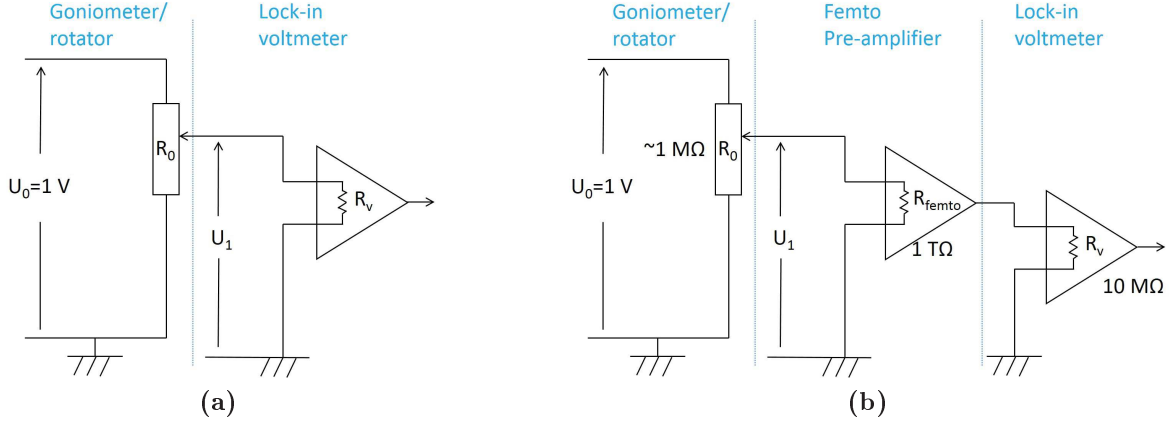 Goniometer/
rotator
Lock-in
voltmeter
U₀=1 V
R₀
U₁
Rᵥ
(a)
Goniometer/
rotator
Femto
Pre-amplifier
Lock-in
voltmeter
U₀=1 V
~1 MΩ
R₀
U₁
R_femto
1 TΩ
Rᵥ
10 MΩ
(b)